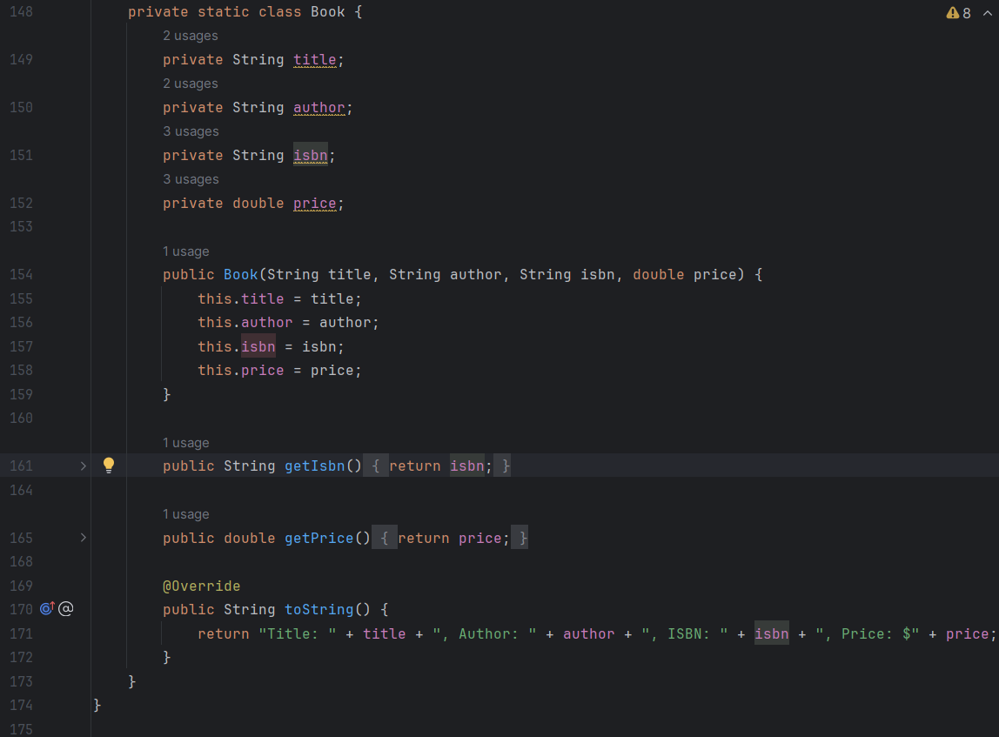 148 private static class Book {
8
2 usages
149 private String title;
2 usages
150 private String author;
3 usages
151 private String isbn;
3 usages
152 private double price;
153
1 usage
154 public Book(String title, String author, String isbn, double price) {
155 this.title = title;
156 this.author = author;
157 this.isbn = isbn;
158 this.price = price;
159 }
160
1 usage
161 public String getIsbn() { return isbn; }
164
1 usage
165 public double getPrice() { return price; }
168
169 @Override
170 @ public String toString() {
171 return "Title: " + title + ", Author: " + author + ", ISBN: " + isbn + ", Price: $" + price;
172 }
173 }
174 }
175